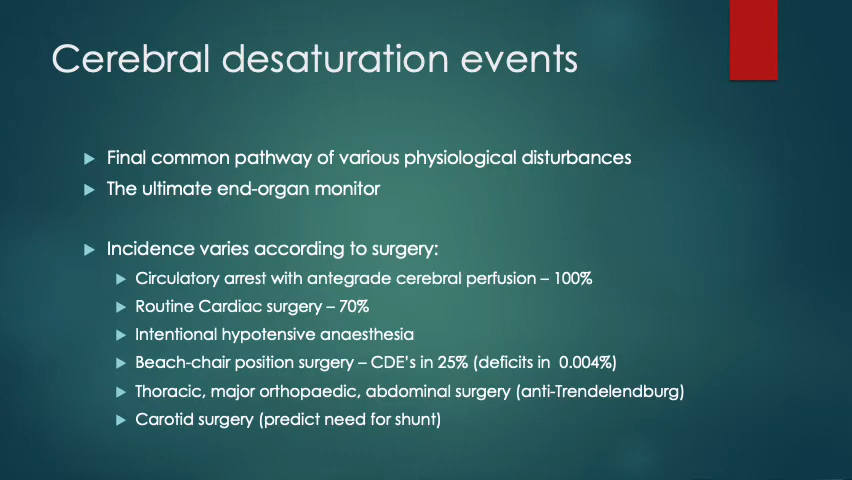 Cerebral desaturation events
Final common pathway of various physiological disturbances
The ultimate end-organ monitor
Incidence varies according to surgery:
Circulatory arrest with antegrade cerebral perfusion – 100%
Routine Cardiac surgery – 70%
Intentional hypotensive anaesthesia
Beach-chair position surgery – CDE's in 25% (deficits in 0.004%)
Thoracic, major orthopaedic, abdominal surgery (anti-Trendelendburg)
Carotid surgery (predict need for shunt)